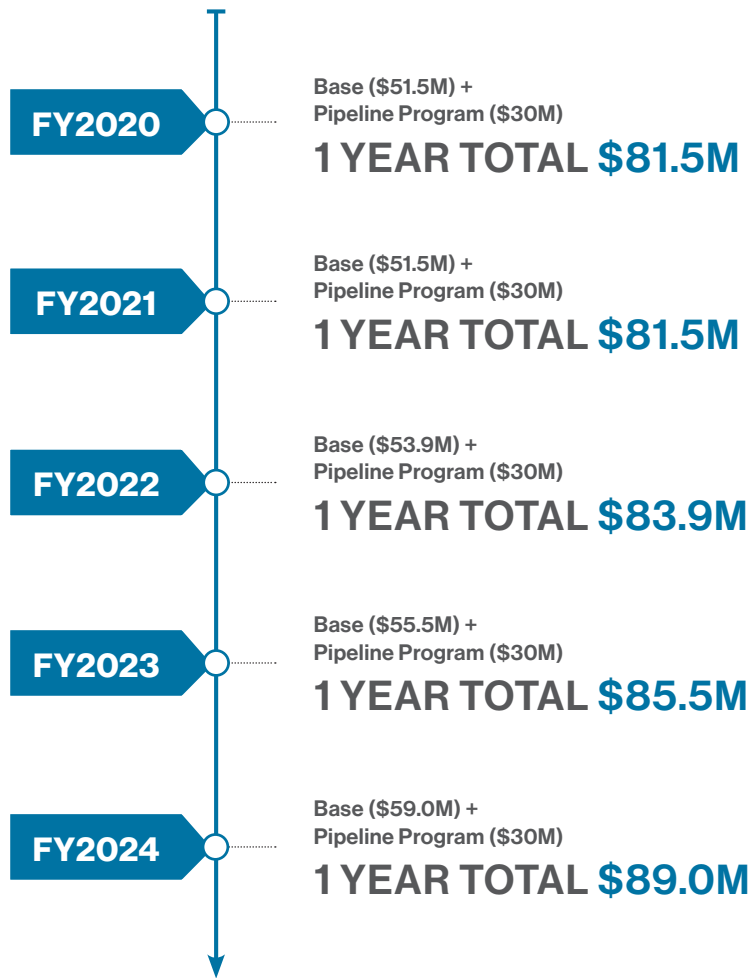 FY2020
Base ($51.5M) +
Pipeline Program ($30M)
1 YEAR TOTAL $81.5M
FY2021
Base ($51.5M) +
Pipeline Program ($30M)
1 YEAR TOTAL $81.5M
FY2022
Base ($53.9M) +
Pipeline Program ($30M)
1 YEAR TOTAL $83.9M
FY2023
Base ($55.5M) +
Pipeline Program ($30M)
1 YEAR TOTAL $85.5M
FY2024
Base ($59.0M) +
Pipeline Program ($30M)
1 YEAR TOTAL $89.0M